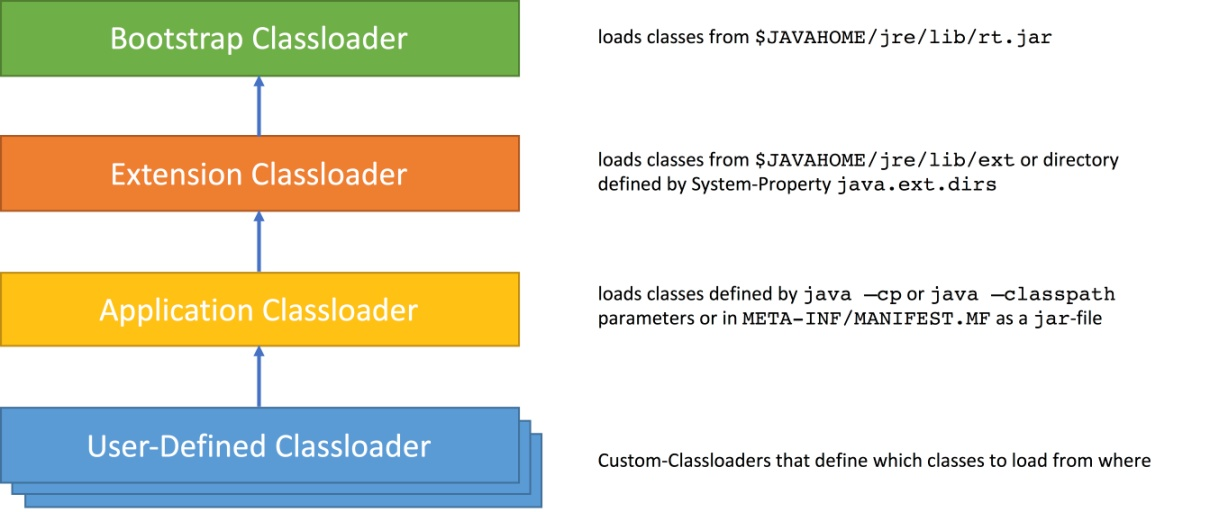 Bootstrap Classloader
loads classes from $JAVAHOME/jre/lib/rt.jar
Extension Classloader
loads classes from $JAVAHOME/jre/lib/ext or directory
defined by System-Property java.ext.dirs
Application Classloader
loads classes defined by java –cp or java –classpath
parameters or in META-INF/MANIFEST.MF as a jar-file
User-Defined Classloader
Custom-Classloaders that define which classes to load from where